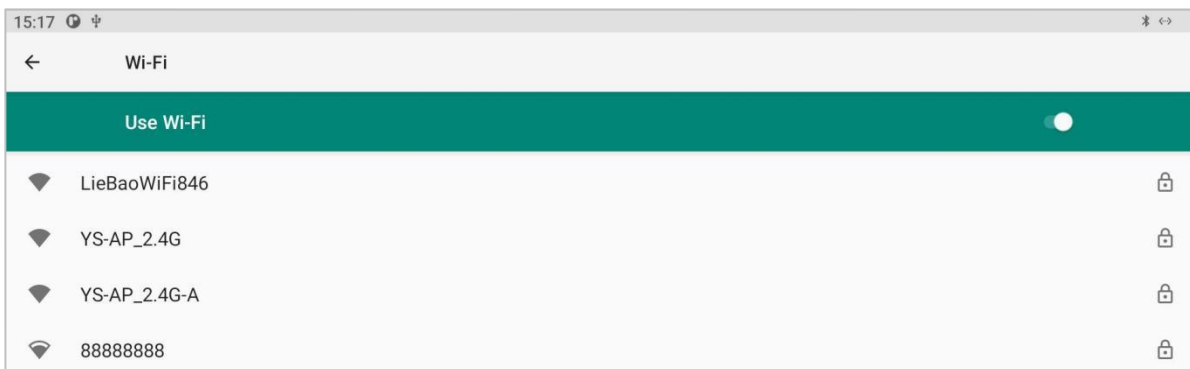 15:17
Wi-Fi
Use Wi-Fi
LieBaoWiFi846
YS-AP_2.4G
YS-AP_2.4G-A
88888888